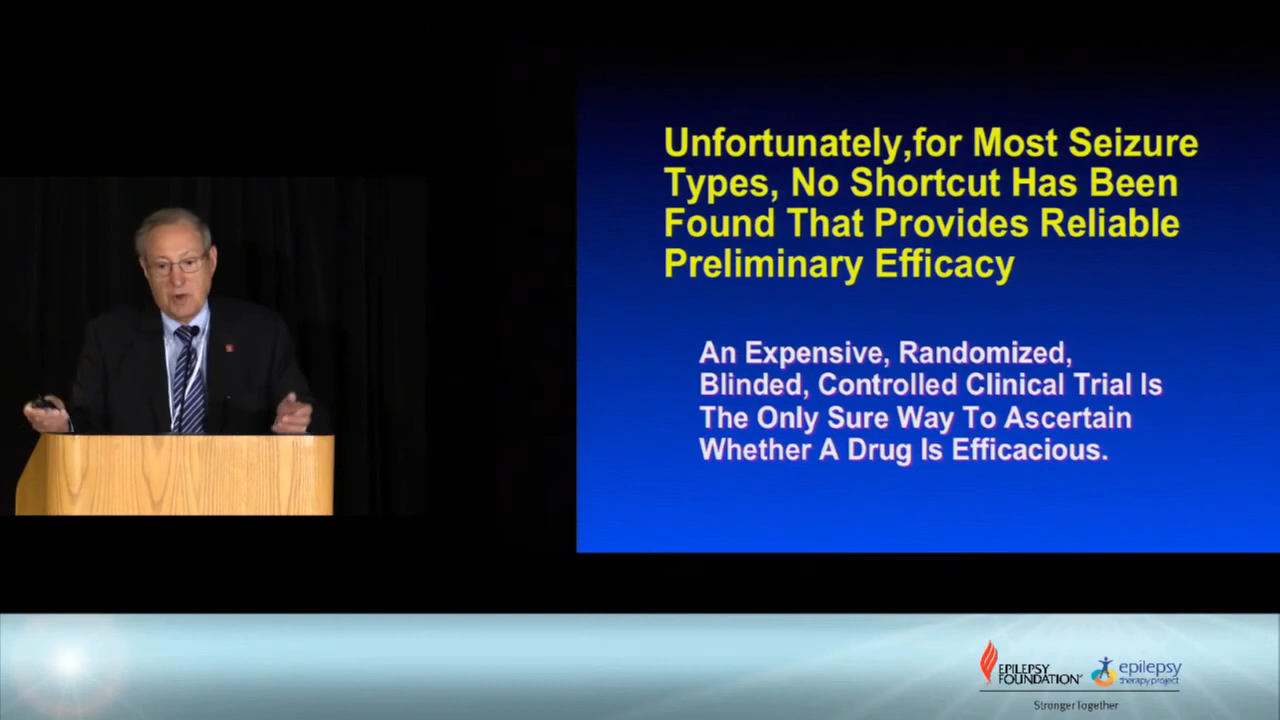 Unfortunately,for Most Seizure
Types, No Shortcut Has Been
Found That Provides Reliable
Preliminary Efficacy
An Expensive, Randomized,
Blinded, Controlled Clinical Trial Is
The Only Sure Way To Ascertain
Whether A Drug Is Efficacious.
EPILEPSY
FOUNDATION
epilepsy
therapy project
StrongerTogether